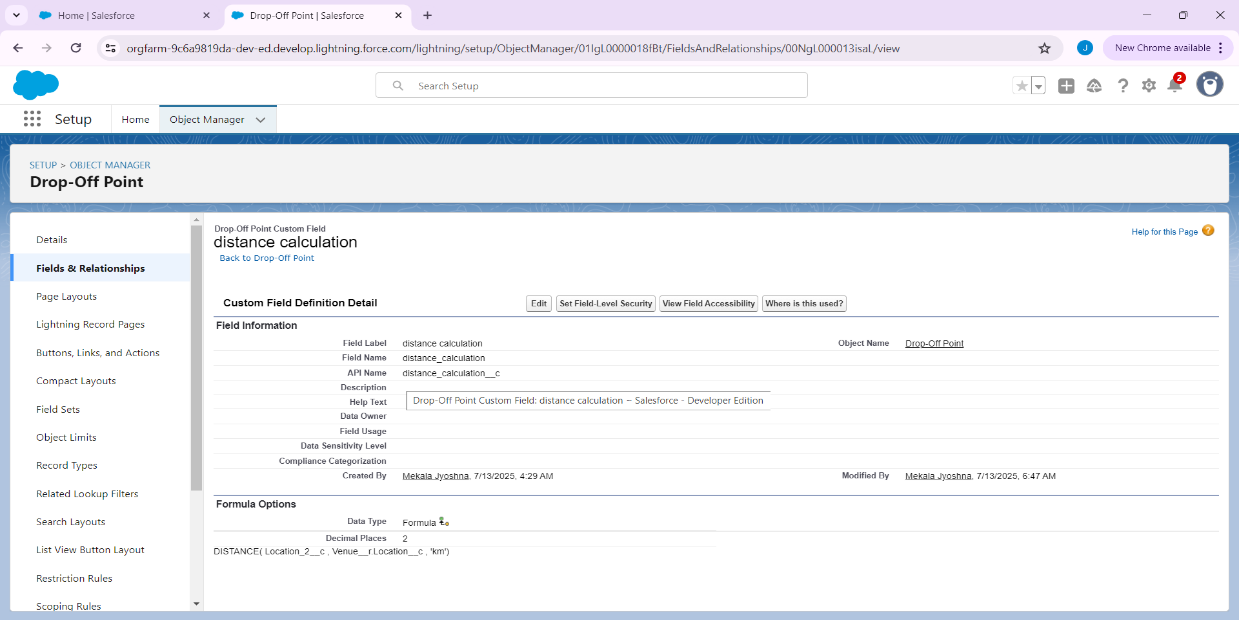 Home | Salesforce
Drop-Off Point | Salesforce
orgfarm-9c6a9819da-dev-ed.develop.lightning.force.com/lightning/setup/ObjectManager/01IgL0000018fBt/FieldsAndRelationships/00NgL000013isaL/view
J
New Chrome available
Search Setup
2
Setup
Home
Object Manager
SETUP > OBJECT MANAGER
Drop-Off Point
Details
Fields & Relationships
Page Layouts
Lightning Record Pages
Buttons, Links, and Actions
Compact Layouts
Field Sets
Object Limits
Record Types
Related Lookup Filters
Search Layouts
List View Button Layout
Restriction Rules
Scoping Rules
Drop-Off Point Custom Field
distance calculation
Back to Drop-Off Point
Help for this Page ?
Custom Field Definition Detail
Edit
Set Field-Level Security
View Field Accessibility
Where is this used?
Field Information
Field Label distance calculation Object Name Drop-Off Point
Field Name distance_calculation
API Name distance_calculation__c
Description
Help Text
Drop-Off Point Custom Field: distance calculation ~ Salesforce - Developer Edition
Data Owner
Field Usage
Data Sensitivity Level
Compliance Categorization
Created By Mekala Jyoshna, 7/13/2025, 4:29 AM Modified By Mekala Jyoshna, 7/13/2025, 6:47 AM
Formula Options
Data Type Formula
Decimal Places 2
DISTANCE( Location_2__c , Venue__r.Location__c , 'km')